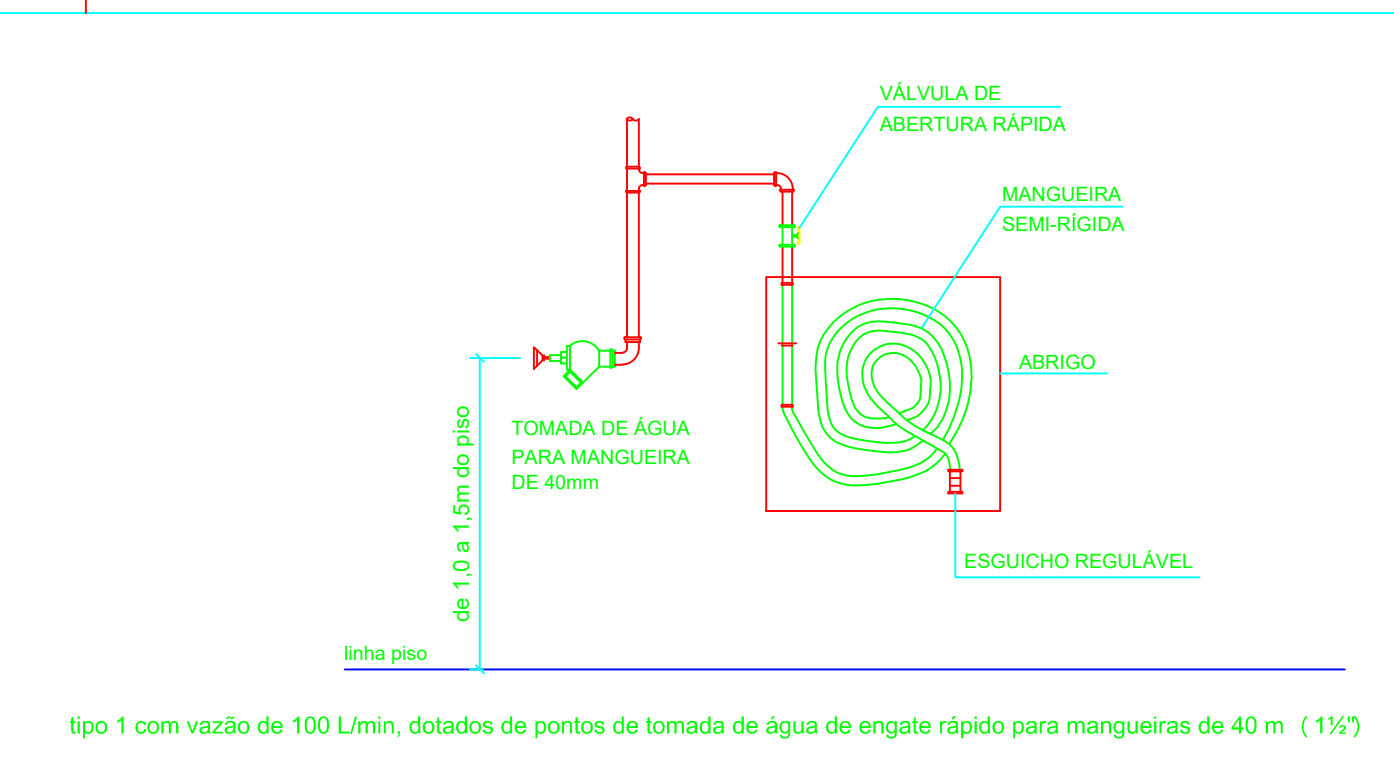 VÁLVULA DE
ABERTURA RÁPIDA
MANGUEIRA
SEMI-RÍGIDA
ABRIGO
TOMADA DE ÁGUA
PARA MANGUEIRA
DE 40mm
de 1,0 a 1,5m do piso
ESGUICHO REGULÁVEL
linha piso
tipo 1 com vazão de 100 L/min, dotados de pontos de tomada de água de engate rápido para mangueiras de 40 m ( 1½")